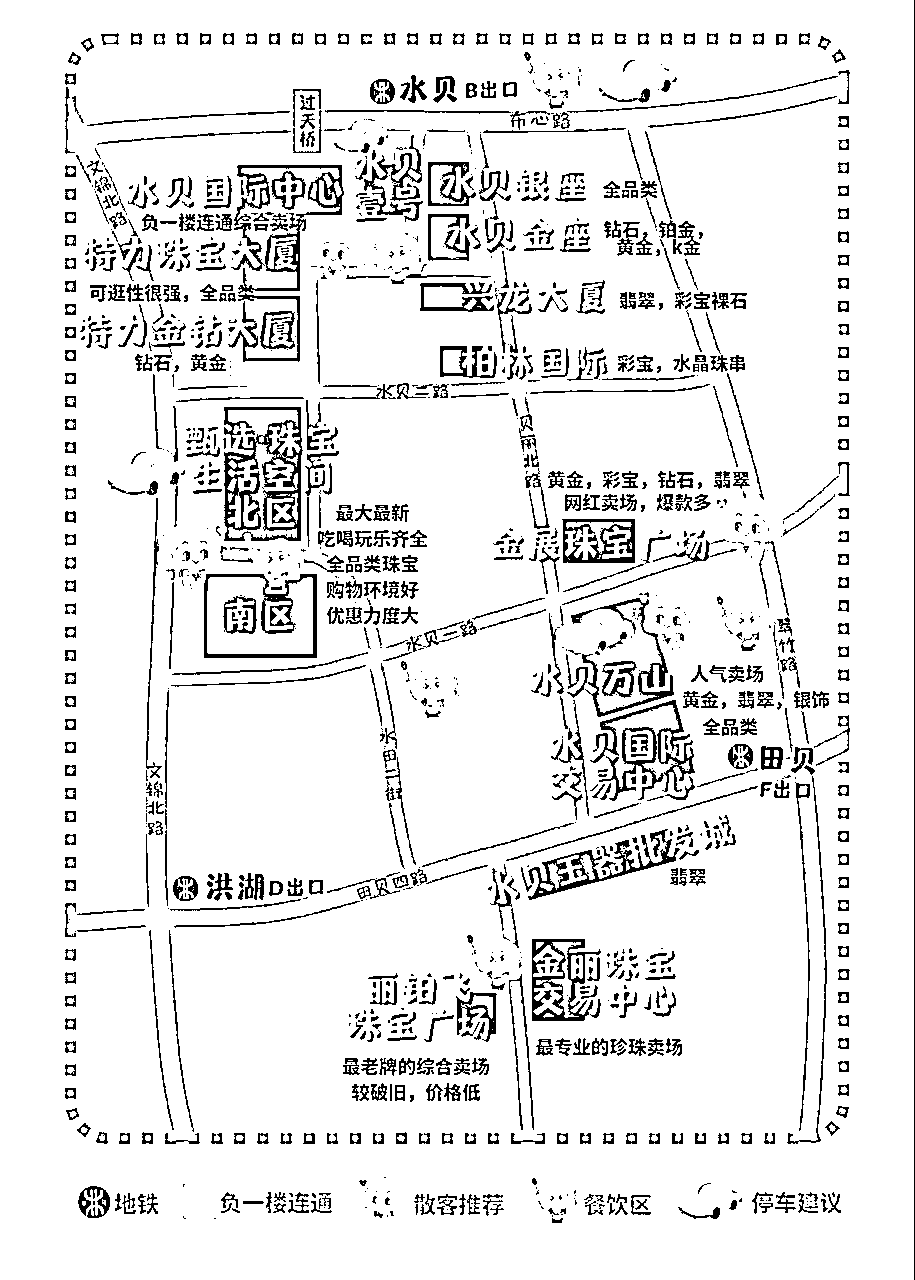 水贝B出口
过天桥
布心路
文锦北路
水贝国际中心
负一楼连通综合卖场
水贝壹号
水贝银座 全品类
水贝金座 钻石，铂金，
黄金，k金
特力珠宝大厦
可逛性很强，全品类
兴龙大厦 翡翠，彩宝裸石
特力金钻大厦
钻石，黄金
柏林国际 彩宝，水晶珠串
水贝二路
贝丽北路
甄选·珠宝
生活空间
北区
最大最新
吃喝玩乐齐全
全品类珠宝
购物环境好
优惠力度大
黄金，彩宝，钻石，翡翠
网红卖场，爆款多
金展珠宝广场
南区
水贝一路
翠竹路
水贝万山
人气卖场
黄金，翡翠，银饰
全品类
水贝国际
交易中心
田贝
F出口
水田二街
文锦北路
水贝玉器批发城
翡翠
洪湖D出口
田贝四路
丽铂飞
珠宝广场
最老牌的综合卖场
较破旧，价格低
金丽珠宝
交易中心
最专业的珍珠卖场
地铁 负一楼连通 散客推荐 餐饮区 停车建议